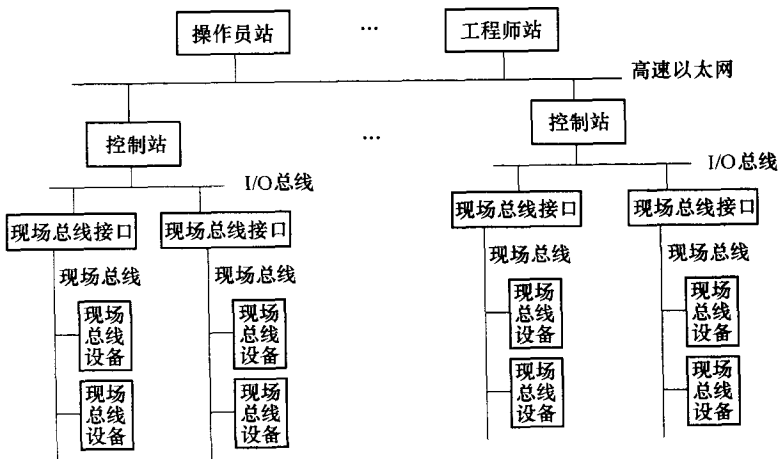 操作员站
…
工程师站
高速以太网
控制站
…
控制站
I/O总线
I/O总线
现场总线接口
现场总线接口
现场总线接口
现场总线接口
现场总线
现场总线
现场总线
现场总线
现场
总线
设备
现场
总线
设备
现场
总线
设备
现场
总线
设备
现场
总线
设备
现场
总线
设备
现场
总线
设备
现场
总线
设备